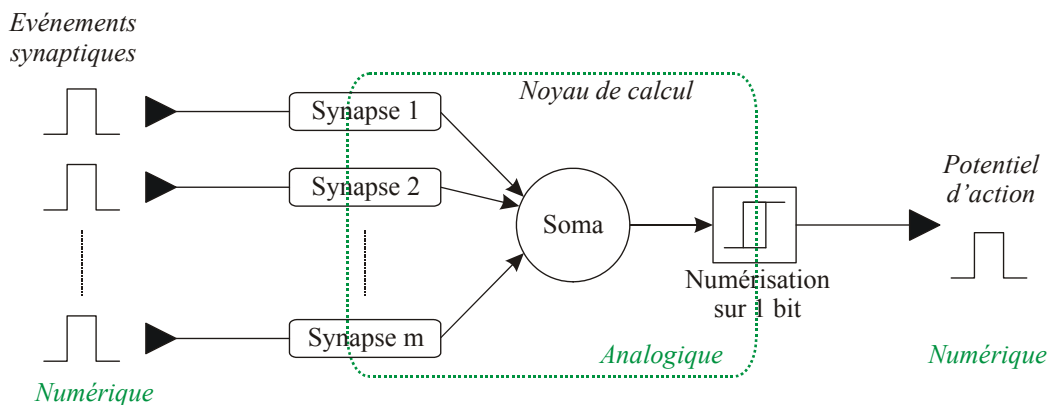 Evénements
synaptiques
Noyau de calcul
Synapse 1
Synapse 2
Soma
Potentiel
d'action
Numérisation
sur 1 bit
Synapse m
Analogique
Numérique
Numérique